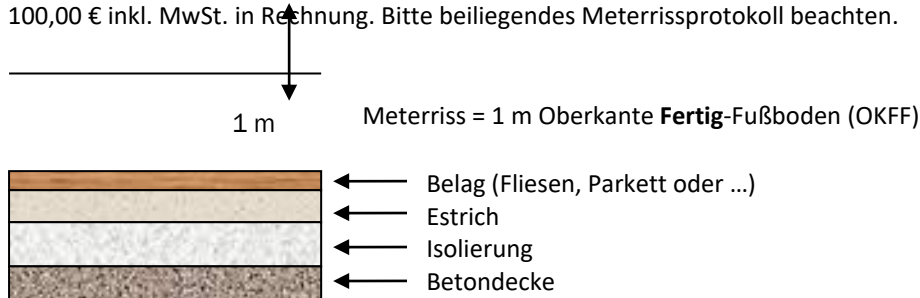 100,00 € inkl. MwSt. in Rechnung. Bitte beiliegendes Meterrissprotokoll beachten.
1 m
Meterriss = 1 m Oberkante Fertig-Fußboden (OKFF)
Belag (Fliesen, Parkett oder …)
Estrich
Isolierung
Betondecke